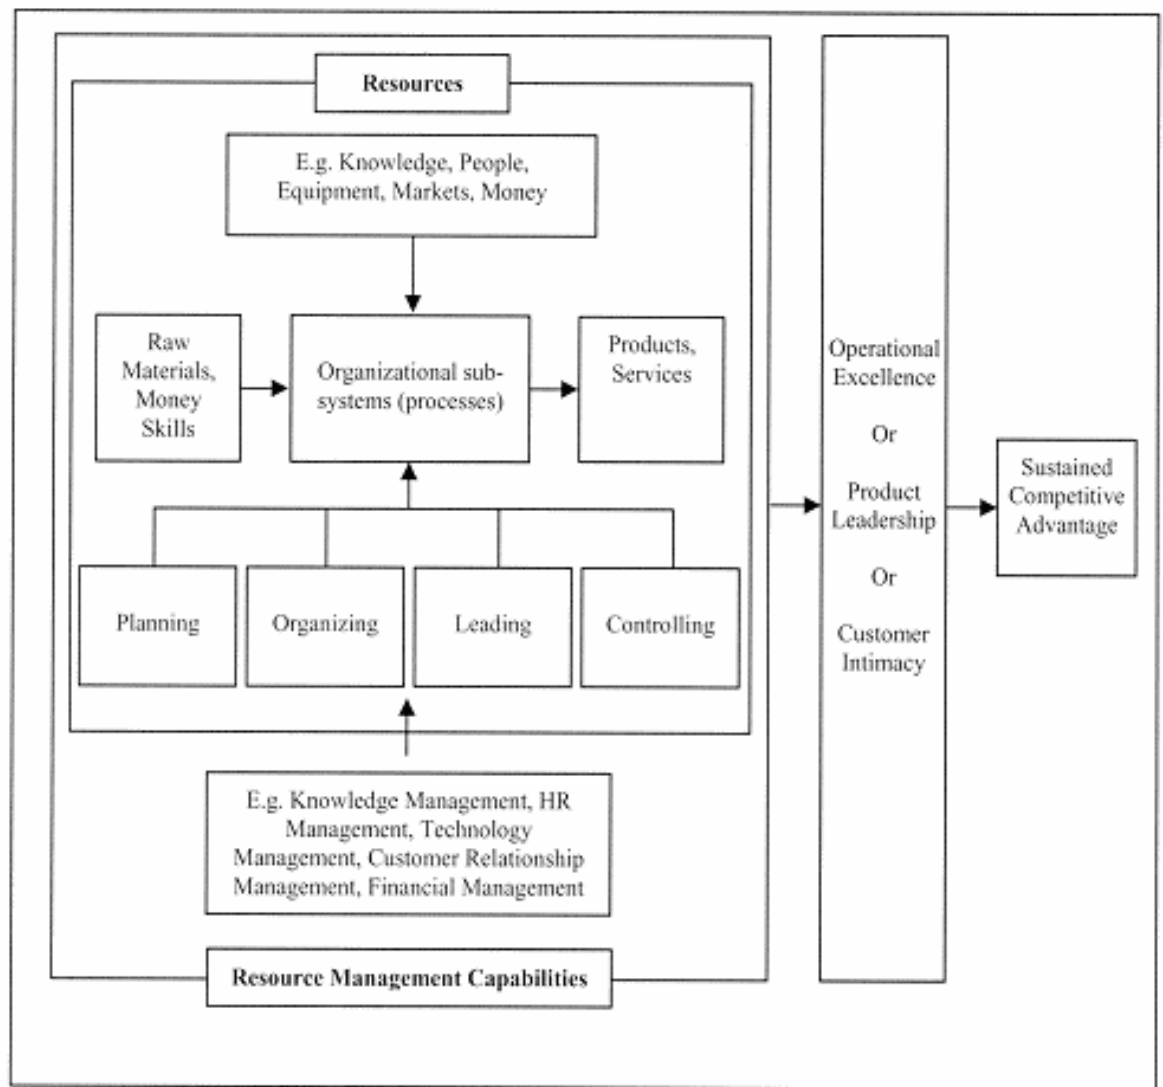 Resources
E.g. Knowledge, People,
Equipment, Markets, Money
Raw
Materials,
Money
Skills
Organizational sub-
systems (processes)
Products,
Services
Planning
Organizing
Leading
Controlling
E.g. Knowledge Management, HR
Management, Technology
Management, Customer Relationship
Management, Financial Management
Resource Management Capabilities
Operational
Excellence
Or
Product
Leadership
Or
Customer
Intimacy
Sustained
Competitive
Advantage